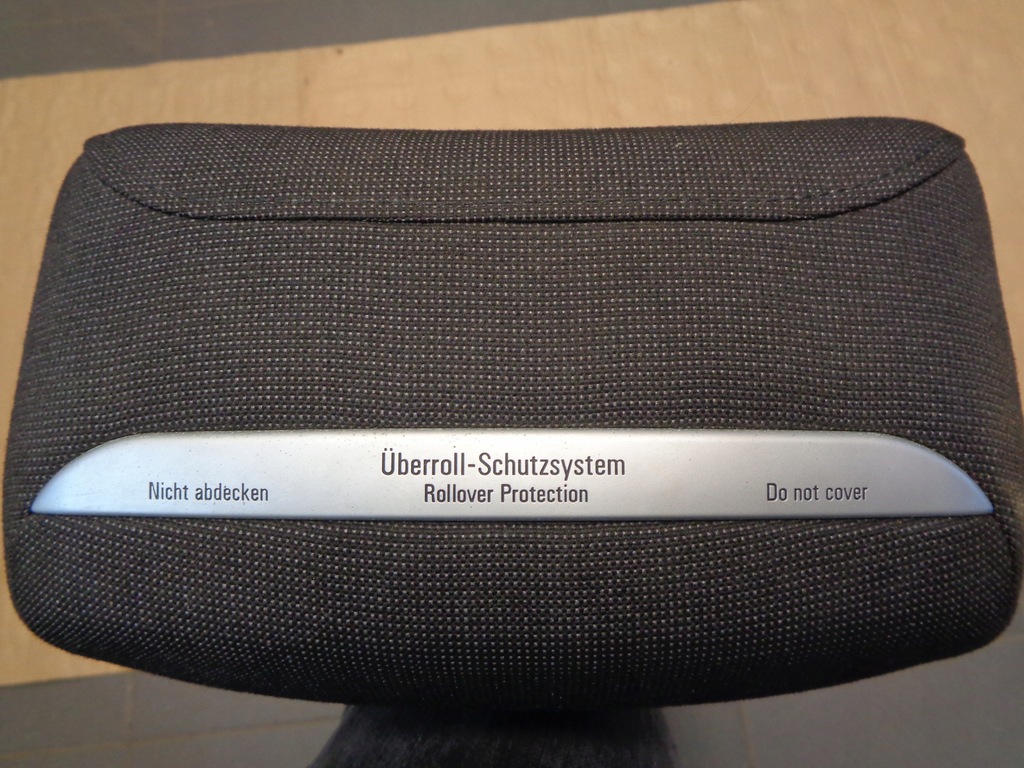 Überroll-Schutzsystem
Nicht abdecken Rollover Protection Do not cover